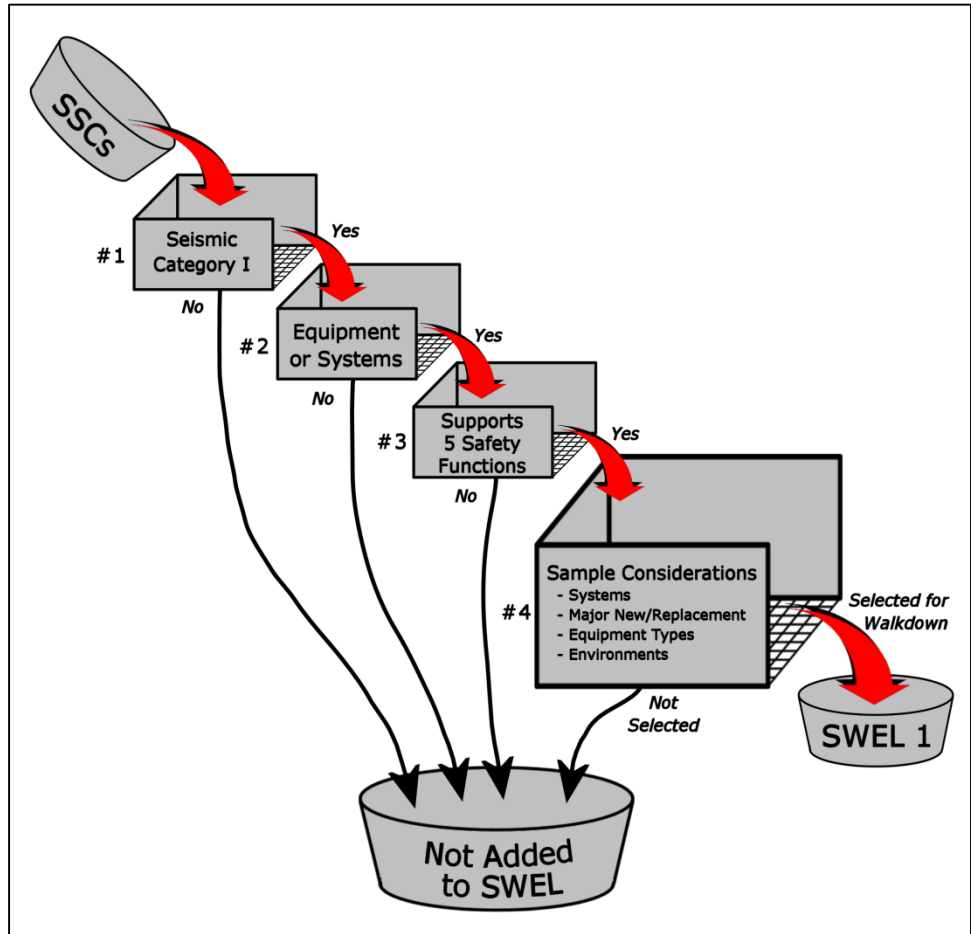 SSCs
#1
Seismic
Category I
Yes
No
#2
Equipment
or Systems
Yes
No
#3
Supports
5 Safety
Functions
Yes
No
#4
Sample Considerations
- Systems
- Major New/Replacement
- Equipment Types
- Environments
Selected for
Walkdown
Not
Selected
SWEL 1
Not Added
to SWEL